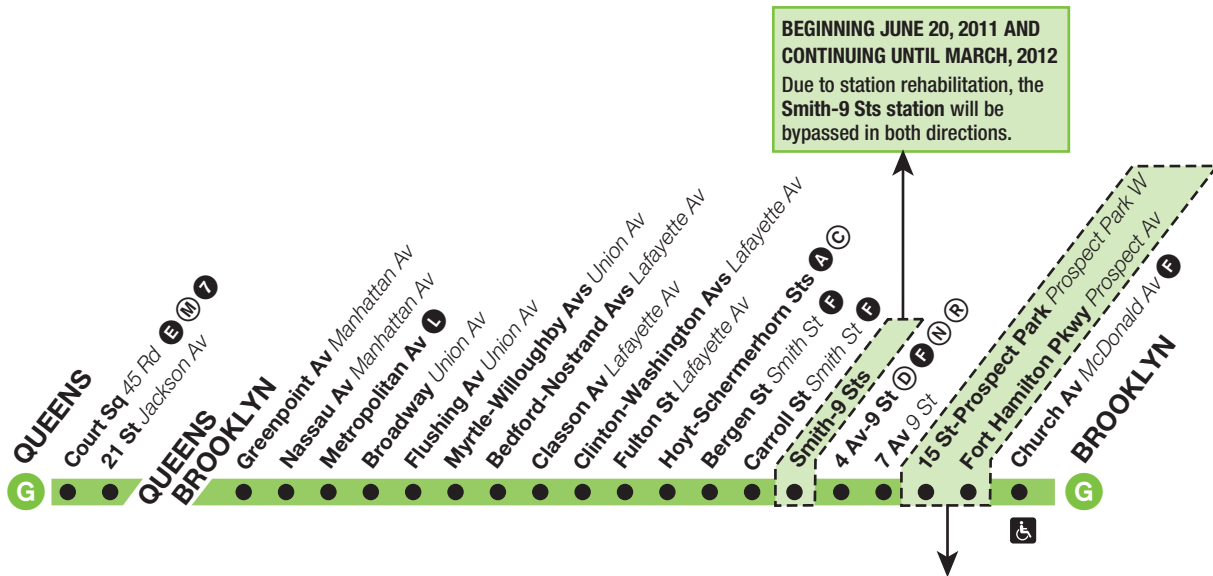 BEGINNING JUNE 20, 2011 AND
CONTINUING UNTIL MARCH, 2012
Due to station rehabilitation, the
Smith-9 Sts station will be
bypassed in both directions.
G
QUEENS
Court Sq 45 Rd E M 7
21 St Jackson Av
QUEENS
BROOKLYN
Greenpoint Av Manhattan Av
Nassau Av Manhattan Av
Metropolitan Av L
Broadway Union Av
Flushing Av Union Av
Myrtle-Willoughby Avs Union Av
Bedford-Nostrand Avs Lafayette Av
Classon Av Lafayette Av
Clinton-Washington Avs Lafayette Av
Fulton St Lafayette Av
Hoyt-Schermerhorn Sts A C
Bergen St Smith St F
Carroll St Smith St F
Smith-9 Sts
4 Av-9 St D F N R
7 Av 9 St
15 St-Prospect Park Prospect Park W
Fort Hamilton Pkwy Prospect Av
Church Av McDonald Av F
BROOKLYN
G